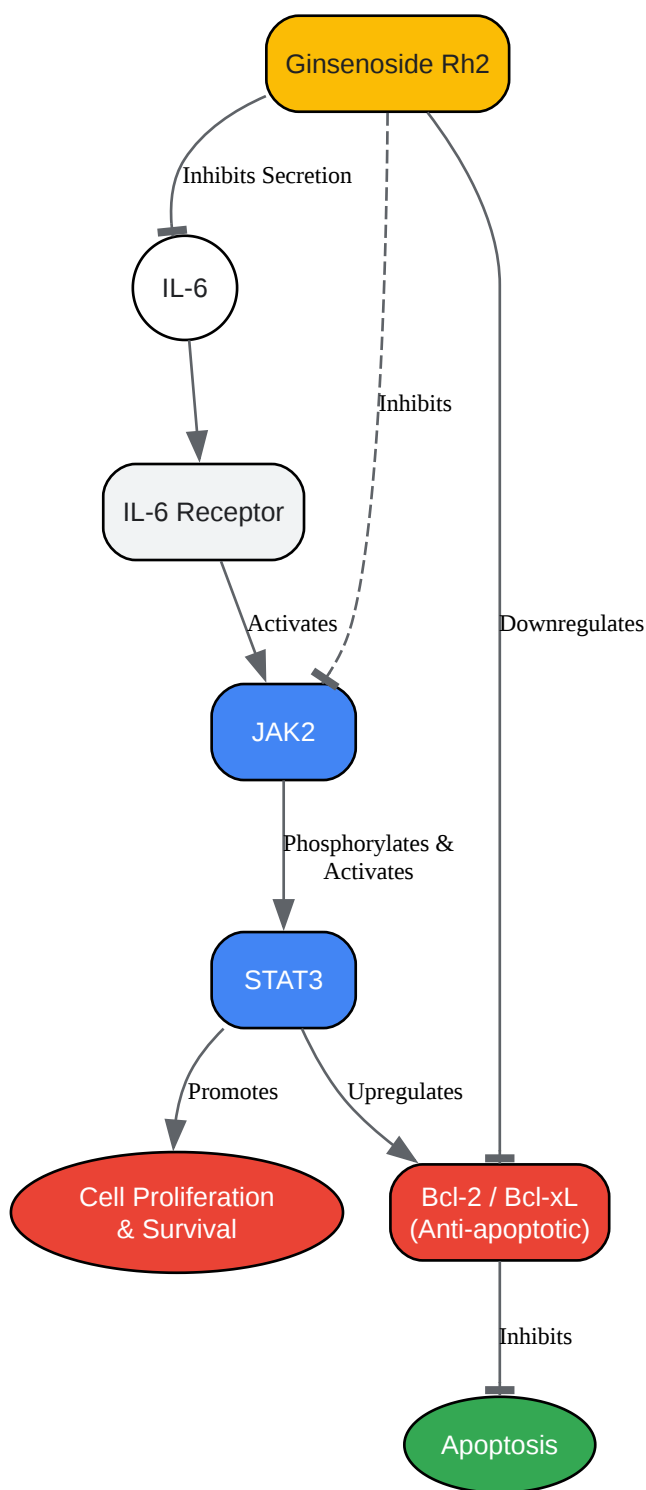 Ginsenoside Rh2
Inhibits Secretion
IL-6
Inhibits
IL-6 Receptor
Activates
Downregulates
JAK2
Phosphorylates &
Activates
STAT3
Promotes
Upregulates
Cell Proliferation
& Survival
Bcl-2 / Bcl-xL
(Anti-apoptotic)
Inhibits
Apoptosis